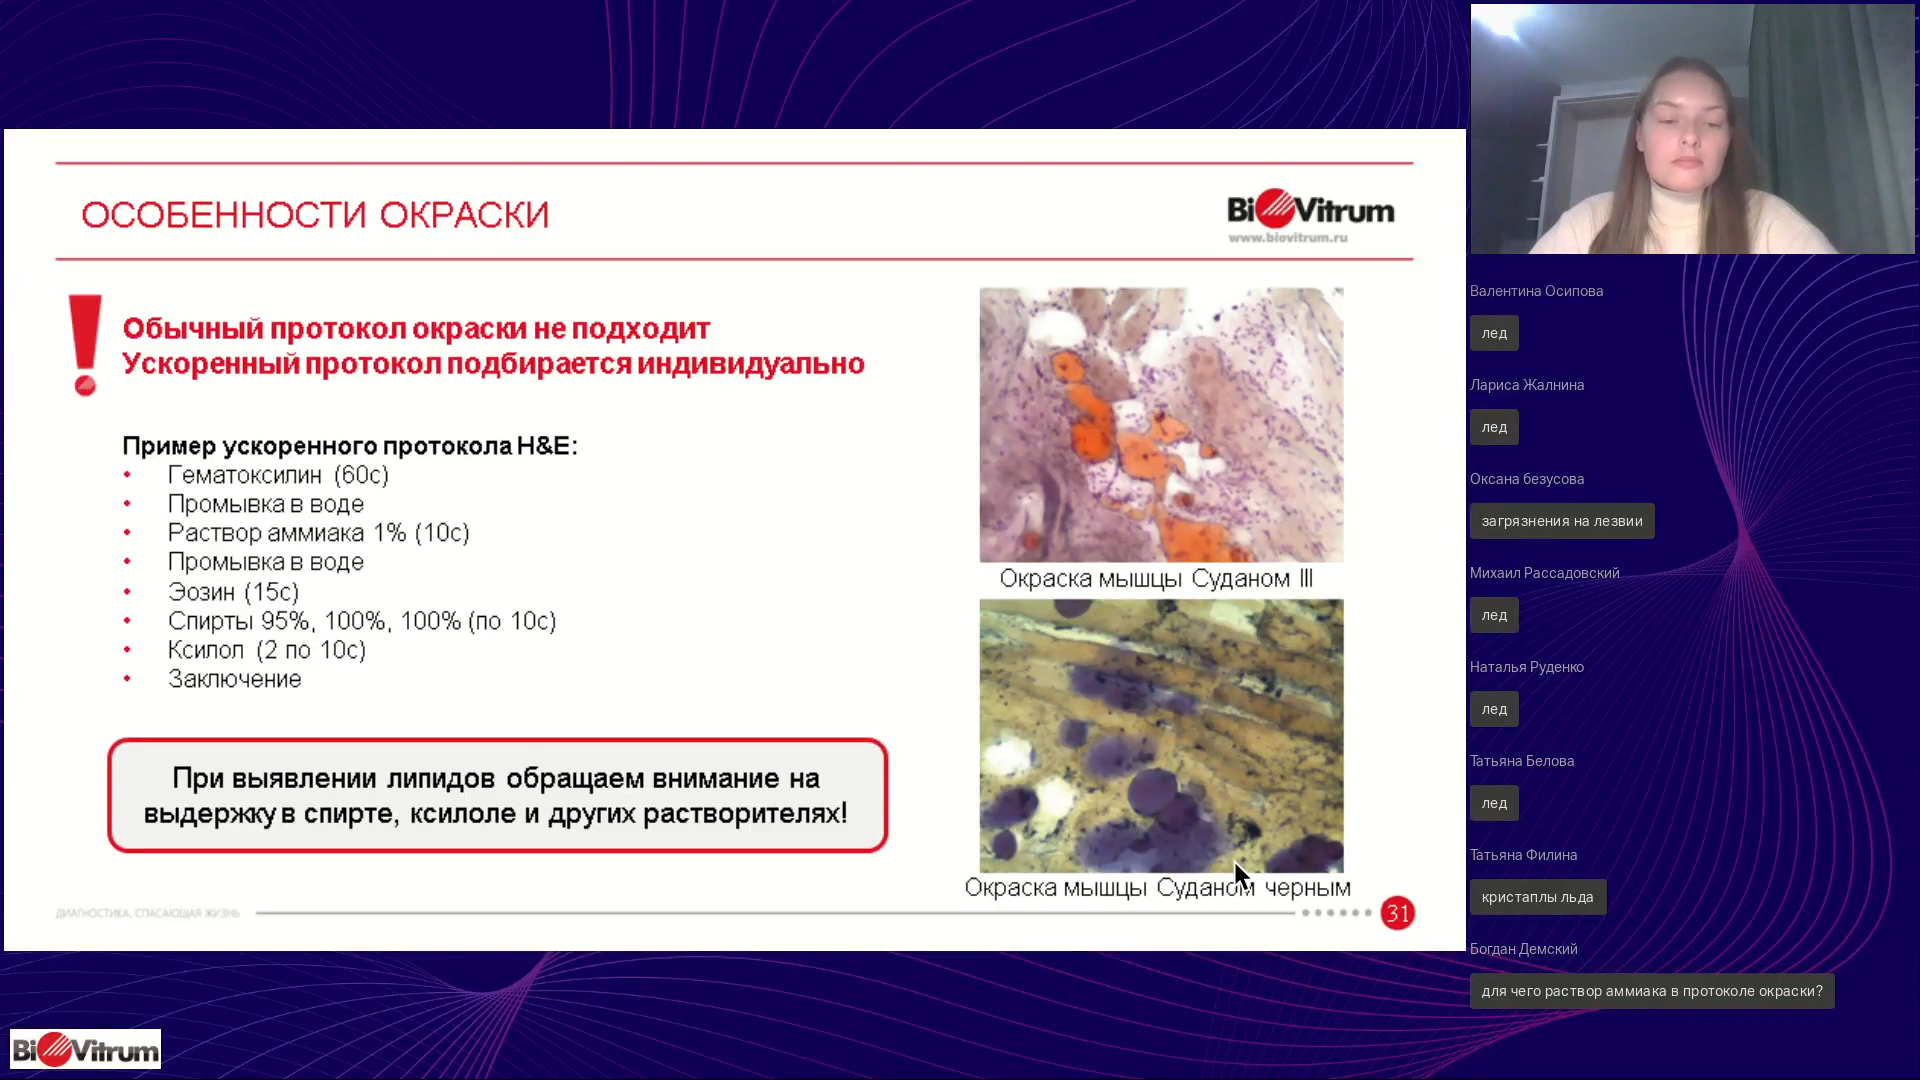 ОСОБЕННОСТИ ОКРАСКИ
BioVitrum
www.biovitrum.ru
Обычный протокол окраски не подходит
Ускоренный протокол подбирается индивидуально
Пример ускоренного протокола H&E:
• Гематоксилин (60с)
• Промывка в воде
• Раствор аммиака 1% (10с)
• Промывка в воде
• Эозин (15с)
• Спирты 95%, 100%, 100% (по 10с)
• Ксилол (2 по 10с)
• Заключение
При выявлении липидов обращаем внимание на
выдержку в спирте, ксилоле и других растворителях!
Окраска мышцы Суданом III
Окраска мышцы Суданом черным
ДИАГНОСТИКА, СПАСАЮЩАЯ ЖИЗНЬ
31
BioVitrum
Валентина Осипова
лед
Лариса Жалнина
лед
Оксана безусова
загрязнения на лезвии
Михаил Рассадовский
лед
Наталья Руденко
лед
Татьяна Белова
лед
Татьяна Филина
кристаплы льда
Богдан Демский
для чего раствор аммиака в протоколе окраски?